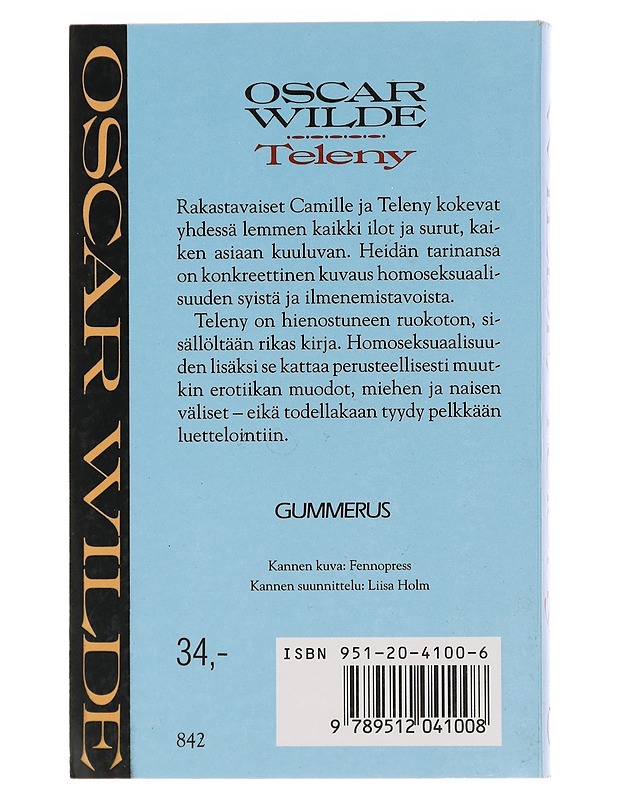 OSCAR WILDE
OSCAR
WILDE
Teleny
Rakastavaiset Camille ja Teleny kokevat
yhdessä lemmen kaikki ilot ja surut, kai-
ken asiaan kuuluvan. Heidän tarinansa
on konkreettinen kuvaus homoseksuaali-
suuden syistä ja ilmenemistavoista.
Teleny on hienostuneen ruokoton, si-
sällöltään rikas kirja. Homoseksuaalisuu-
den lisäksi se kattaa perusteellisesti muut-
kin erotiikan muodot, miehen ja naisen
väliset – eikä todellakaan tyydy pelkkään
luettelointiin.
GUMMERUS
Kannen kuva: Fennopress
Kannen suunnittelu: Liisa Holm
34,-
ISBN 951-20-4100-6
9 789512 041008
842